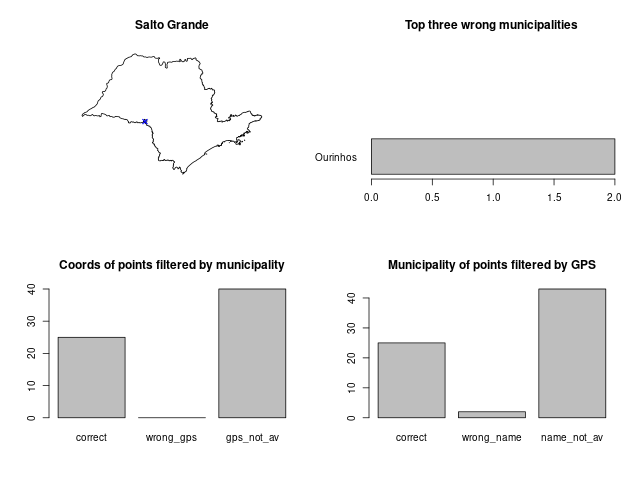 Salto Grande
Top three wrong municipalities
Ourinhos
0.0 0.5 1.0 1.5 2.0
Coords of points filtered by municipality
40
30
20
10
0
correct wrong_gps gps_not_av
Municipality of points filtered by GPS
40
30
20
10
0
correct wrong_name name_not_av